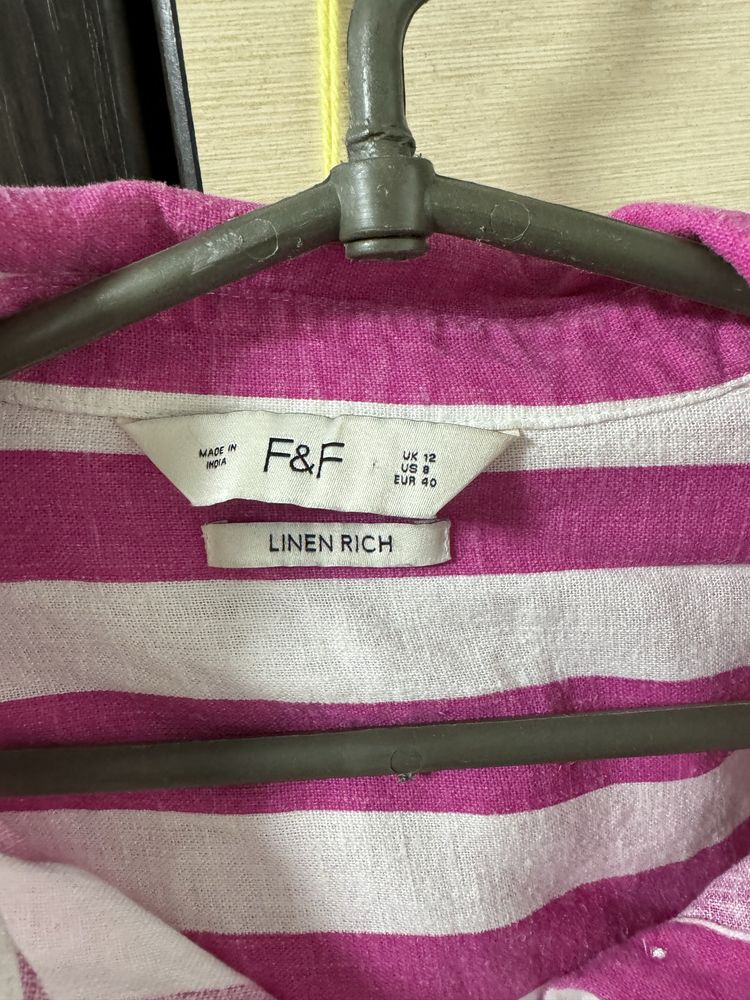 MADE IN
INDIA
F&F
UK 12
US 8
EUR 40
LINEN RICH